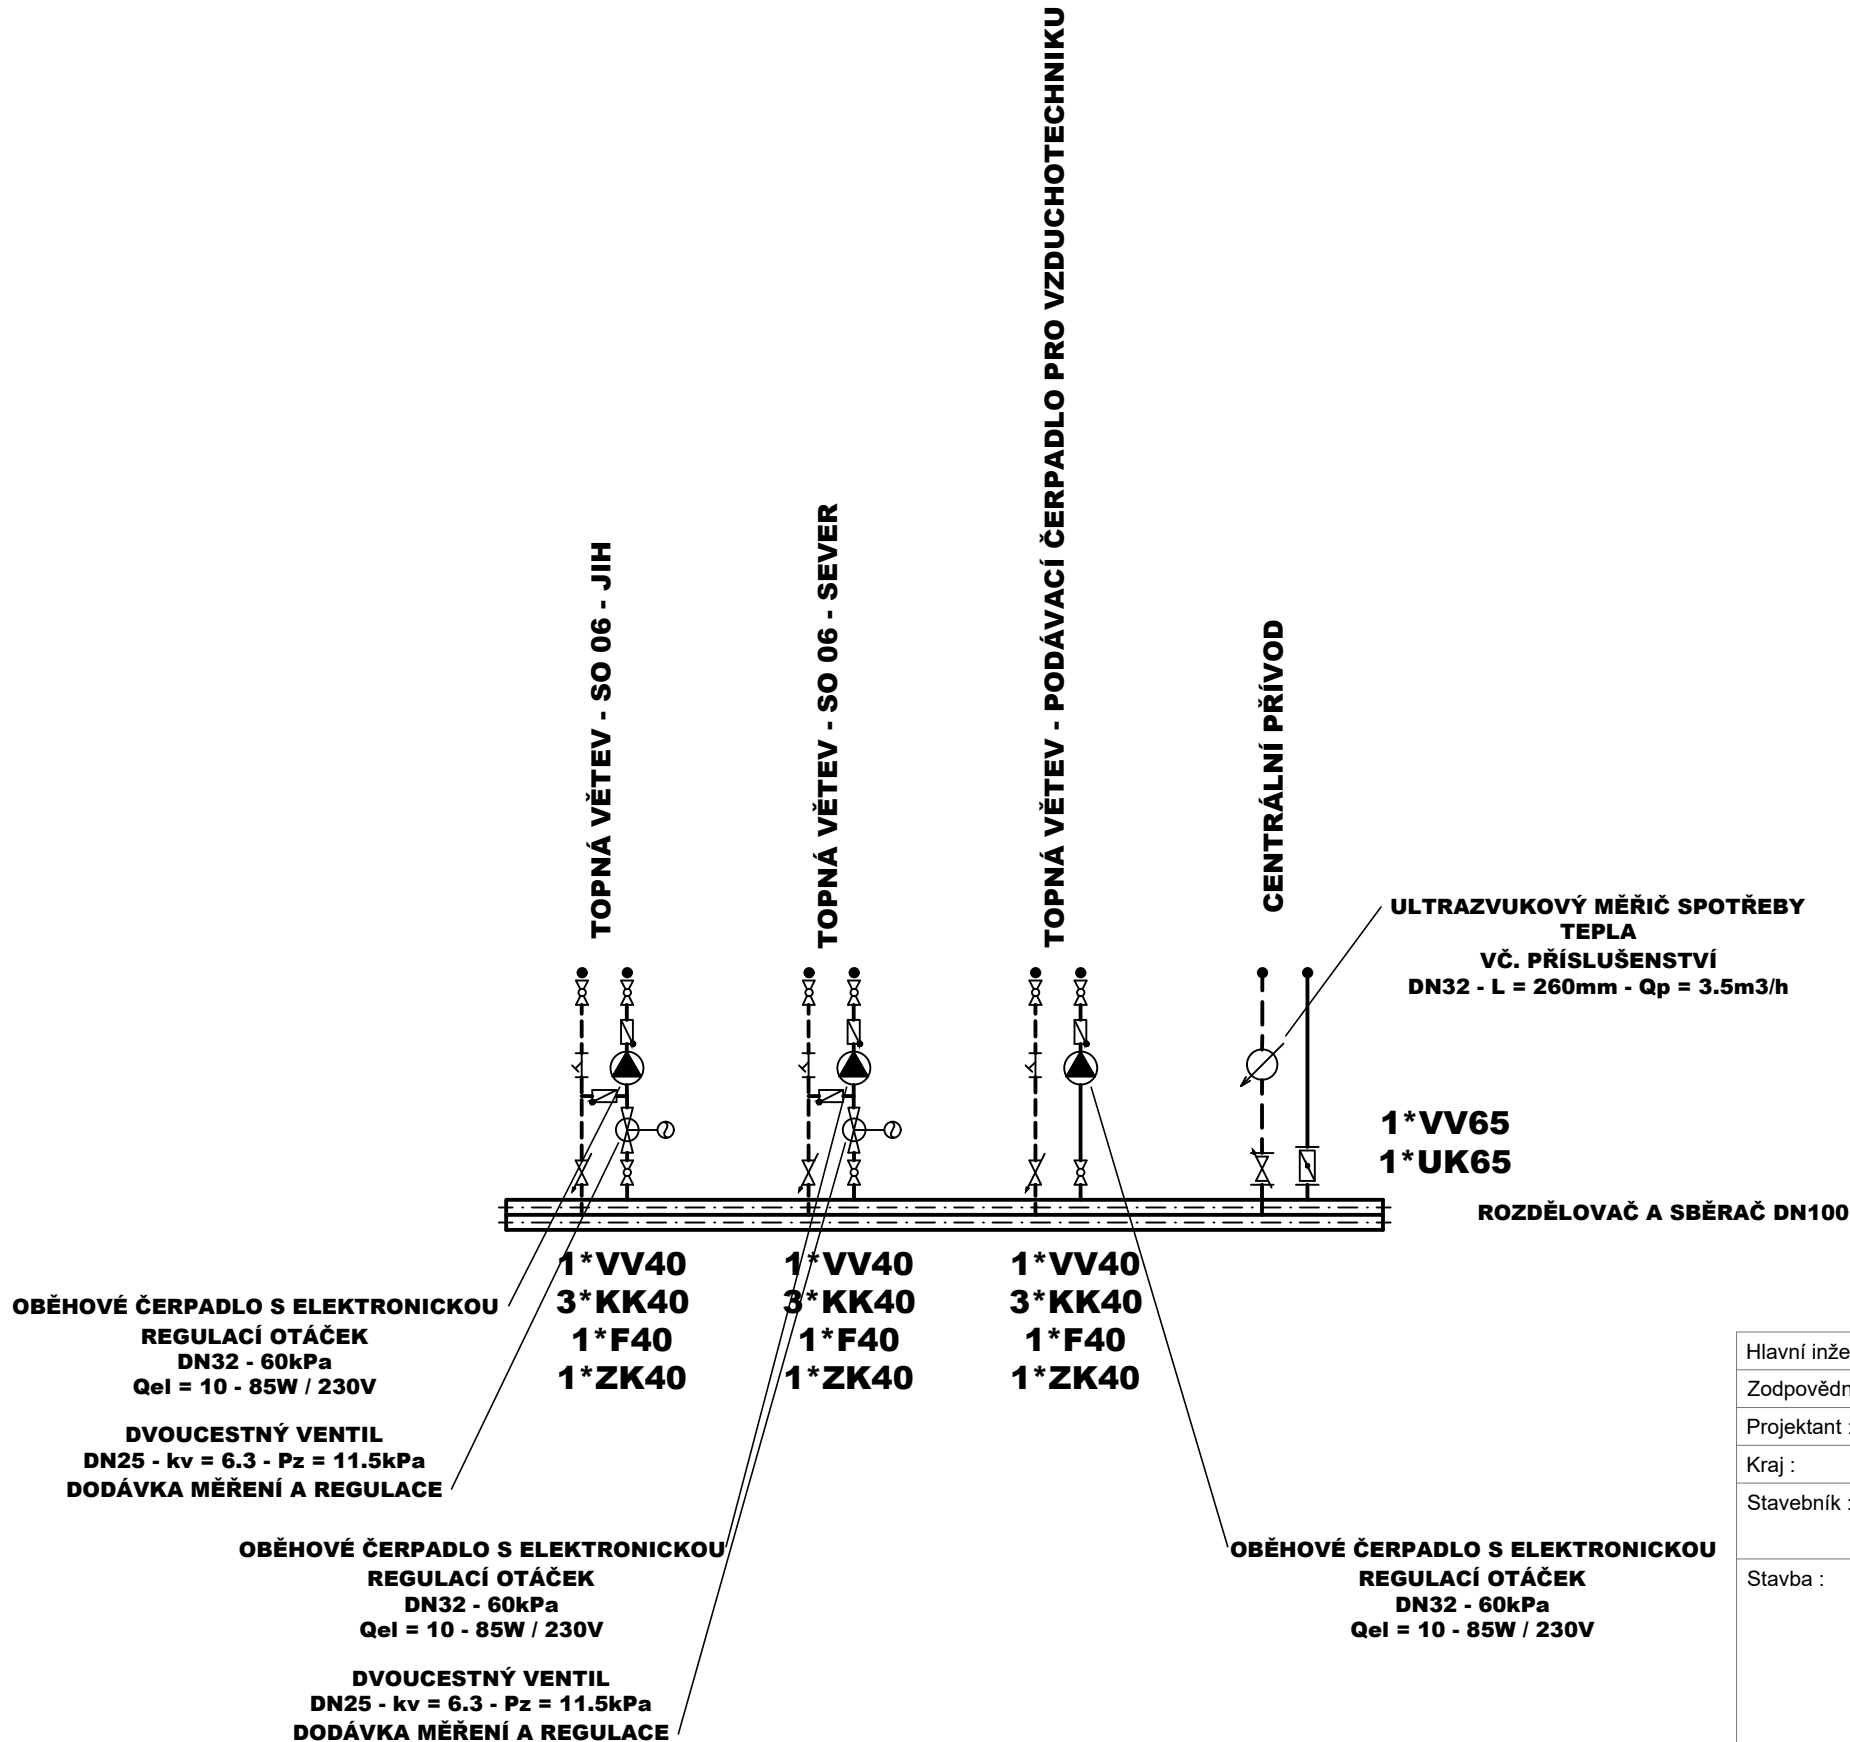 TOPNÁ VĚTEV - SO 06 - JIH
TOPNÁ VĚTEV - SO 06 - SEVER
TOPNÁ VĚTEV - PODÁVACÍ ČERPADLO PRO VZDUCHOTECHNIKU
CENTRÁLNÍ PŘÍVOD
ULTRAZVUKOVÝ MĚŘIČ SPOTŘEBY
TEPLA
VČ. PŘÍSLUŠENSTVÍ
DN32 - L = 260mm - Qp = 3.5m3/h
1*VV65
1*UK65
ROZDĚLOVAČ A SBĚRAČ DN100
1*VV40
3*KK40
1*F40
1*ZK40
1*VV40
3*KK40
1*F40
1*ZK40
1*VV40
3*KK40
1*F40
1*ZK40
OBĚHOVÉ ČERPADLO S ELEKTRONICKOU
REGULACÍ OTÁČEK
DN32 - 60kPa
Qel = 10 - 85W / 230V
DVOUCESTNÝ VENTIL
DN25 - kv = 6.3 - Pz = 11.5kPa
DODÁVKA MĚŘENÍ A REGULACE
OBĚHOVÉ ČERPADLO S ELEKTRONICKOU
REGULACÍ OTÁČEK
DN32 - 60kPa
Qel = 10 - 85W / 230V
DVOUCESTNÝ VENTIL
DN25 - kv = 6.3 - Pz = 11.5kPa
DODÁVKA MĚŘENÍ A REGULACE
OBĚHOVÉ ČERPADLO S ELEKTRONICKOU
REGULACÍ OTÁČEK
DN32 - 60kPa
Qel = 10 - 85W / 230V
Hlavní inže
Zodpovědn
Projektant :
Kraj :
Stavebník :
Stavba :